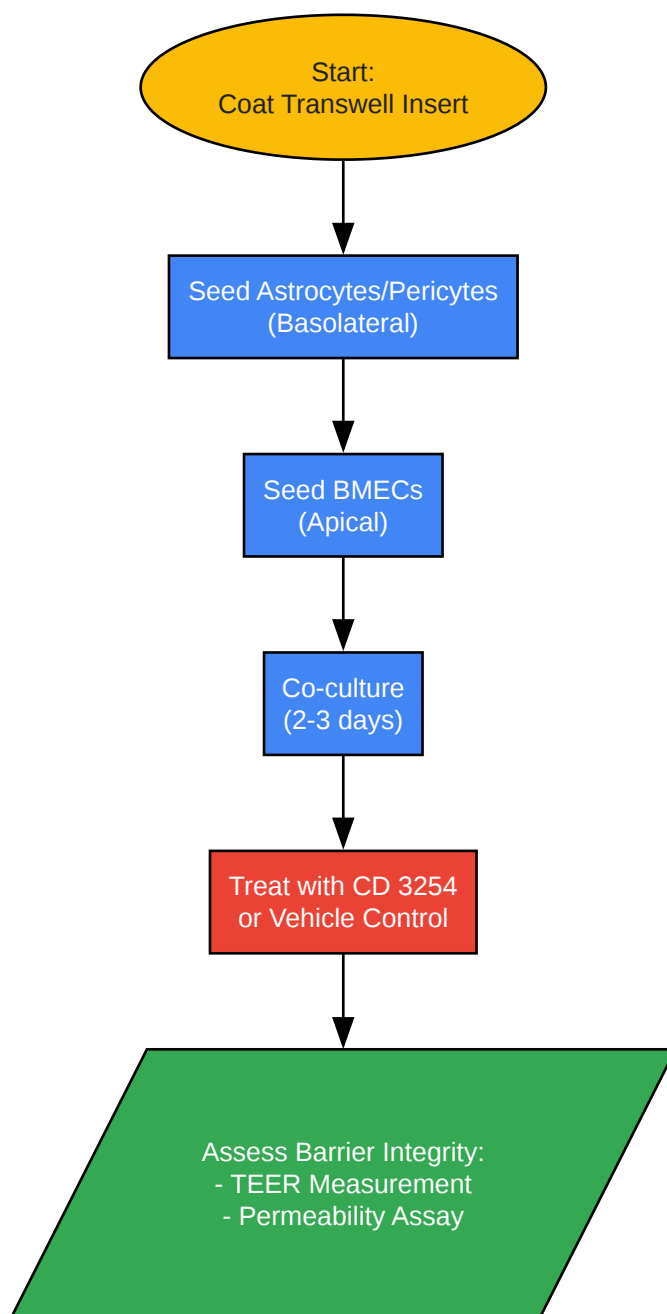 Start:
Coat Transwell Insert
Seed Astrocytes/Pericytes
(Basolateral)
Seed BMECs
(Apical)
Co-culture
(2-3 days)
Treat with CD 3254
or Vehicle Control
Assess Barrier Integrity:
- TEER Measurement
- Permeability Assay